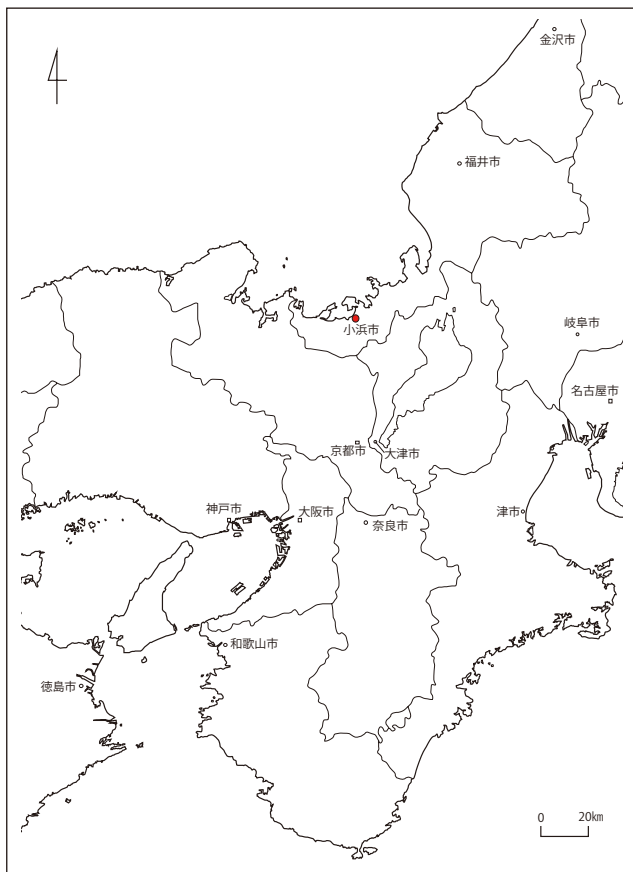 金沢市
福井市
小浜市
岐阜市
名古屋市
京都市
大津市
神戸市
大阪市
奈良市
津市
和歌山市
徳島市
0 20km